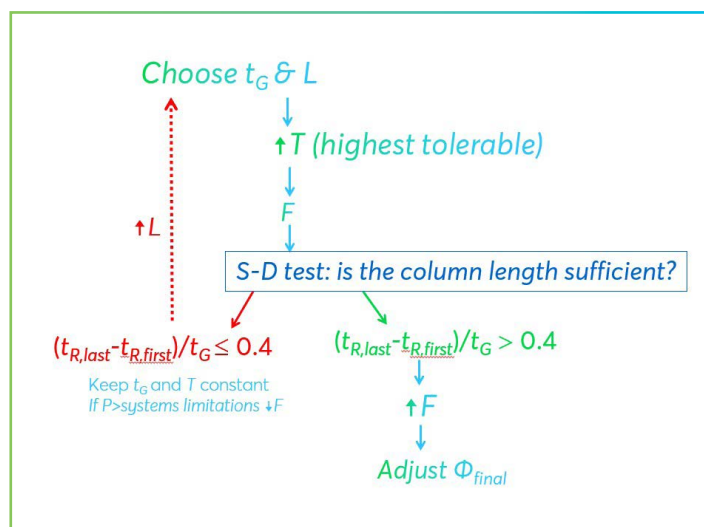 Choose t_G & L
↑T (highest tolerable)
F
↑L
S-D test: is the column length sufficient?
(t_R,last-t_R,first)/t_G ≤ 0.4
(t_R,last-t_R,first)/t_G > 0.4
Keep t_G and T constant
If P>systems limitations ↓F
↑F
Adjust Φ_final